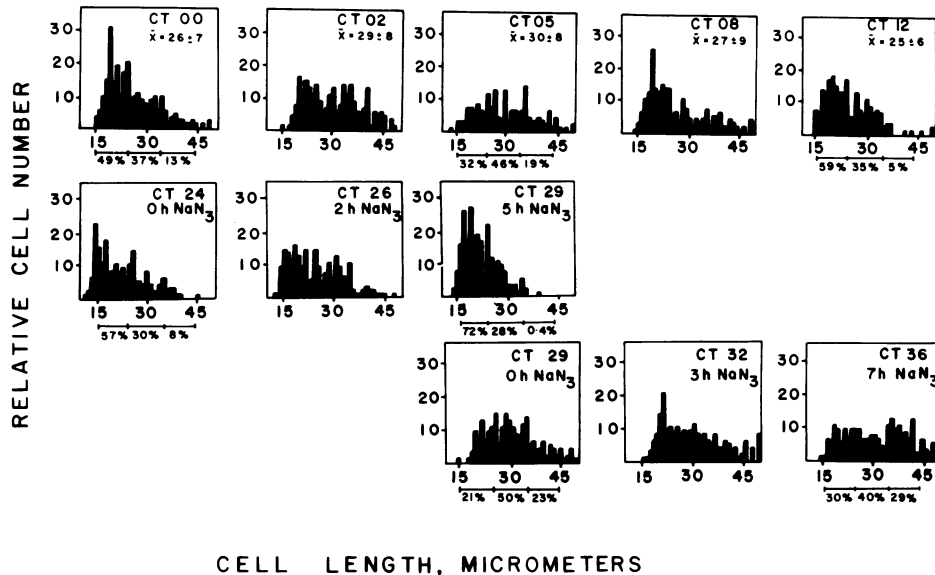 RELATIVE CELL NUMBER
CT 00
x̄ = 26 ± 7
30
20
10
15 30 45
49% 37% 13%
CT 02
x̄ = 29 ± 8
30
20
10
15 30 45
CT 05
x̄ = 30 ± 8
30
20
10
15 30 45
32% 46% 19%
CT 08
x̄ = 27 ± 9
30
20
10
15 30 45
CT 12
x̄ = 25 ± 6
30
20
10
15 30 45
59% 35% 5%
CT 24
0h NaN₃
30
20
10
15 30 45
57% 30% 8%
CT 26
2h NaN₃
30
20
10
15 30 45
CT 29
5h NaN₃
30
20
10
15 30 45
72% 28% 0·4%
CT 29
0h NaN₃
30
20
10
15 30 45
21% 50% 23%
CT 32
3h NaN₃
30
20
10
15 30 45
CT 36
7h NaN₃
30
20
10
15 30 45
30% 40% 29%
CELL LENGTH, MICROMETERS